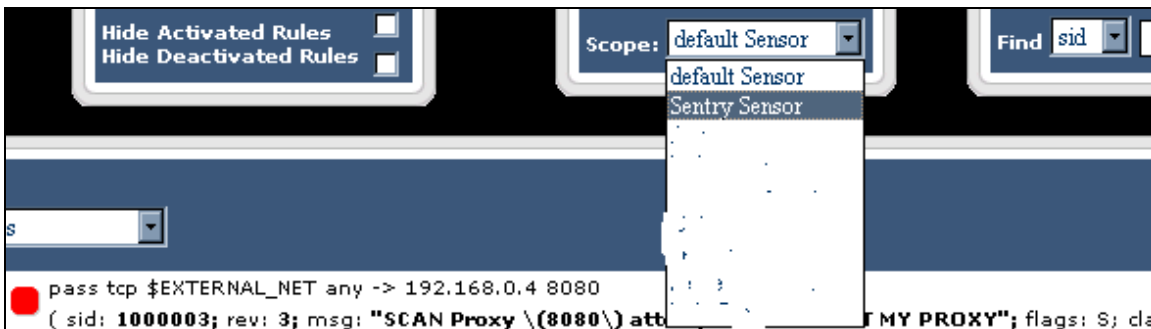 Hide Activated Rules
Hide Deactivated Rules
Scope: default Sensor
default Sensor
Sentry Sensor
Find sid
s
pass tcp $EXTERNAL_NET any -> 192.168.0.4 8080
( sid: 1000003; rev: 3; msg: "SCAN Proxy \(8080\) att T MY PROXY"; flags: S; cla